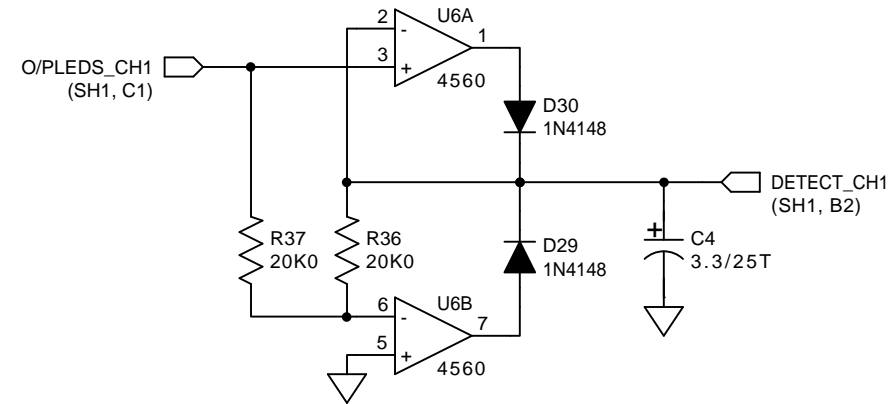 U6A
2
-
1
3
+
4560
O/PLEDS_CH1
(SH1, C1)
D30
1N4148
DETECT_CH1
(SH1, B2)
R37
20K0
R36
20K0
D29
1N4148
+
C4
3.3/25T
U6B
6
-
7
5
+
4560